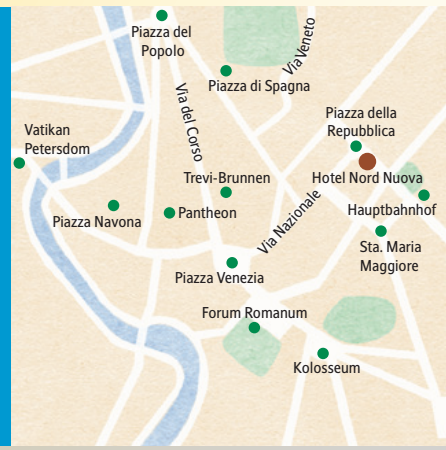 Piazza del
Popolo
Via Veneto
Piazza di Spagna
Via del Corso
Piazza della
Repubblica
Vatikan
Petersdom
Trevi-Brunnen
Hotel Nord Nuova
Hauptbahnhof
Piazza Navona
Pantheon
Via Nazionale
Sta. Maria
Maggiore
Piazza Venezia
Forum Romanum
Kolosseum